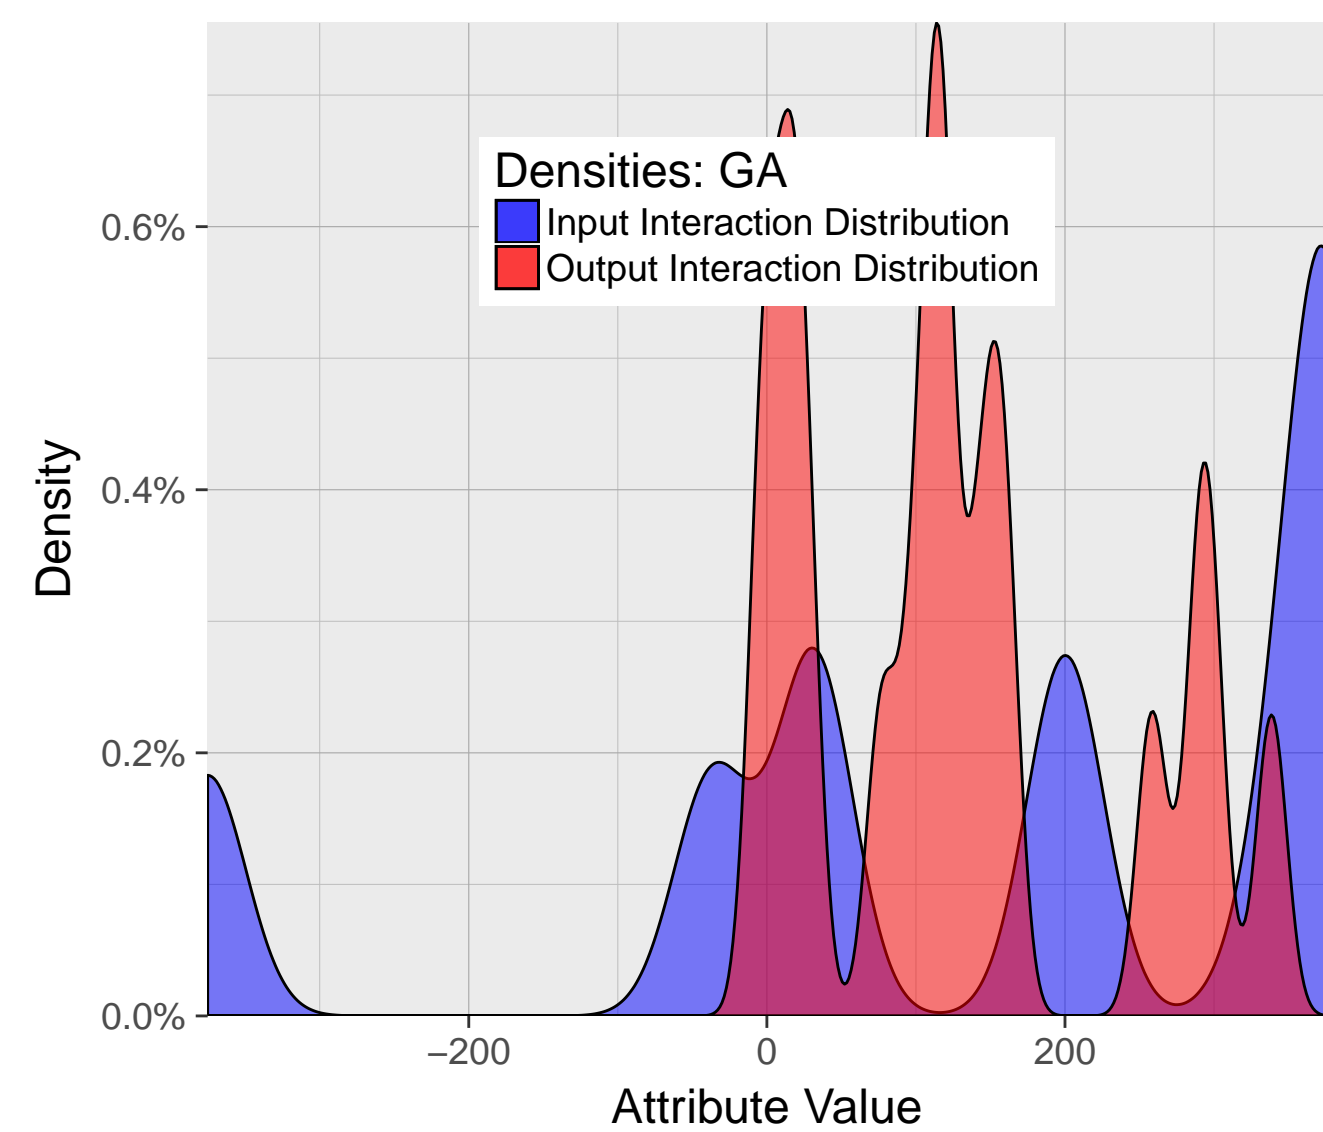 Densities: GA
Input Interaction Distribution
Output Interaction Distribution
0.6%
0.4%
0.2%
0.0%
Density
−200
0
200
Attribute Value